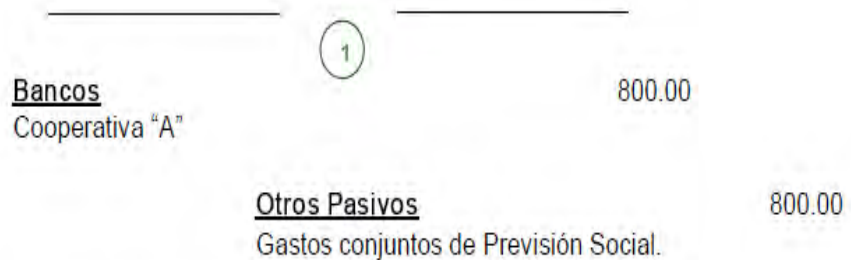 1
Bancos 800.00
Cooperativa “A”
Otros Pasivos 800.00
Gastos conjuntos de Previsión Social.